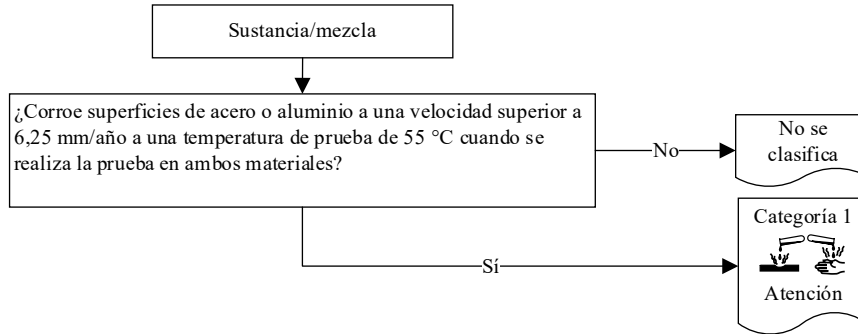 Sustancia/mezcla
¿Corroe superficies de acero o aluminio a una velocidad superior a
6,25 mm/año a una temperatura de prueba de 55 °C cuando se
realiza la prueba en ambos materiales?
No
No se
clasifica
Sí
Categoría 1
Atención